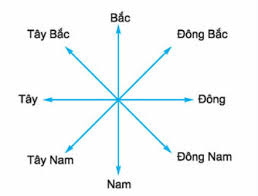 Bắc
Tây Bắc
Đông Bắc
Tây
Đông
Tây Nam
Đông Nam
Nam